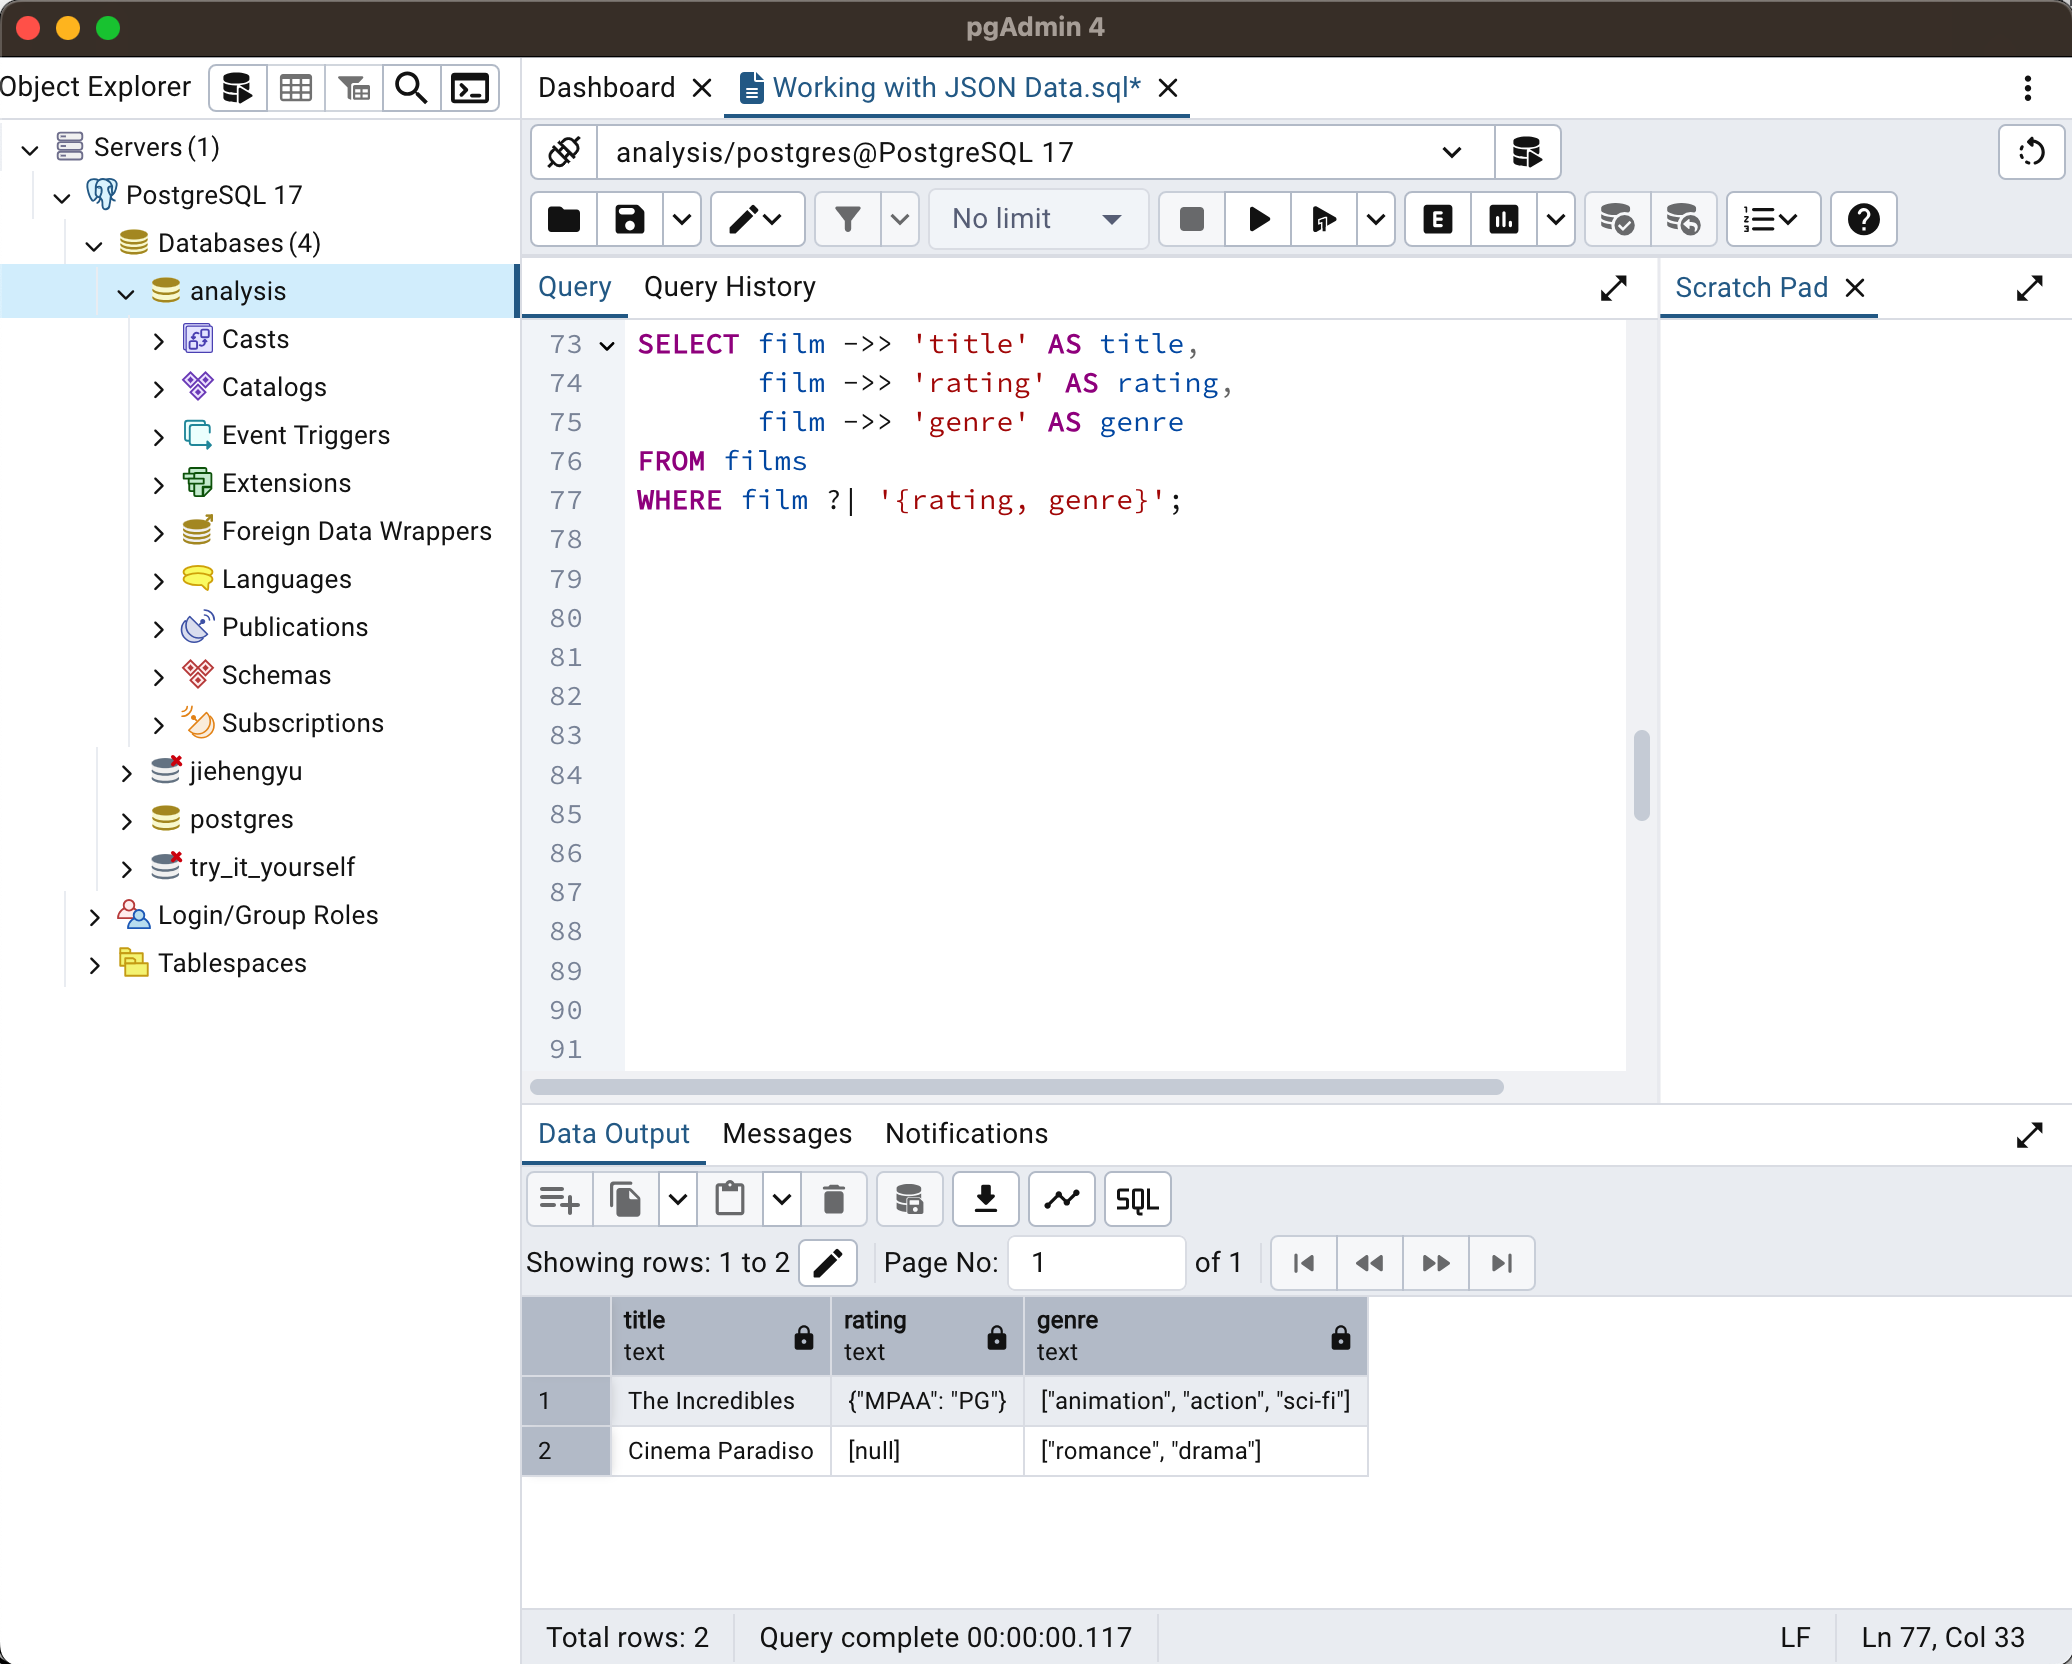 pgAdmin 4
Object Explorer
Dashboard
Working with JSON Data.sql*
Servers (1)
PostgreSQL 17
Databases (4)
analysis
Casts
Catalogs
Event Triggers
Extensions
Foreign Data Wrappers
Languages
Publications
Schemas
Subscriptions
jiehengyu
postgres
try_it_yourself
Login/Group Roles
Tablespaces
analysis/postgres@PostgreSQL 17
No limit
E
Query
Query History
Scratch Pad
73 SELECT film ->> 'title' AS title,
74 film ->> 'rating' AS rating,
75 film ->> 'genre' AS genre
76 FROM films
77 WHERE film ?| '{rating, genre}';
78
79
80
81
82
83
84
85
86
87
88
89
90
91
Data Output
Messages
Notifications
SQL
Showing rows: 1 to 2
Page No: 1 of 1
title text
rating text
genre text
1 The Incredibles {"MPAA": "PG"} ["animation", "action", "sci-fi"]
2 Cinema Paradiso [null] ["romance", "drama"]
Total rows: 2
Query complete 00:00:00.117
LF
Ln 77, Col 33